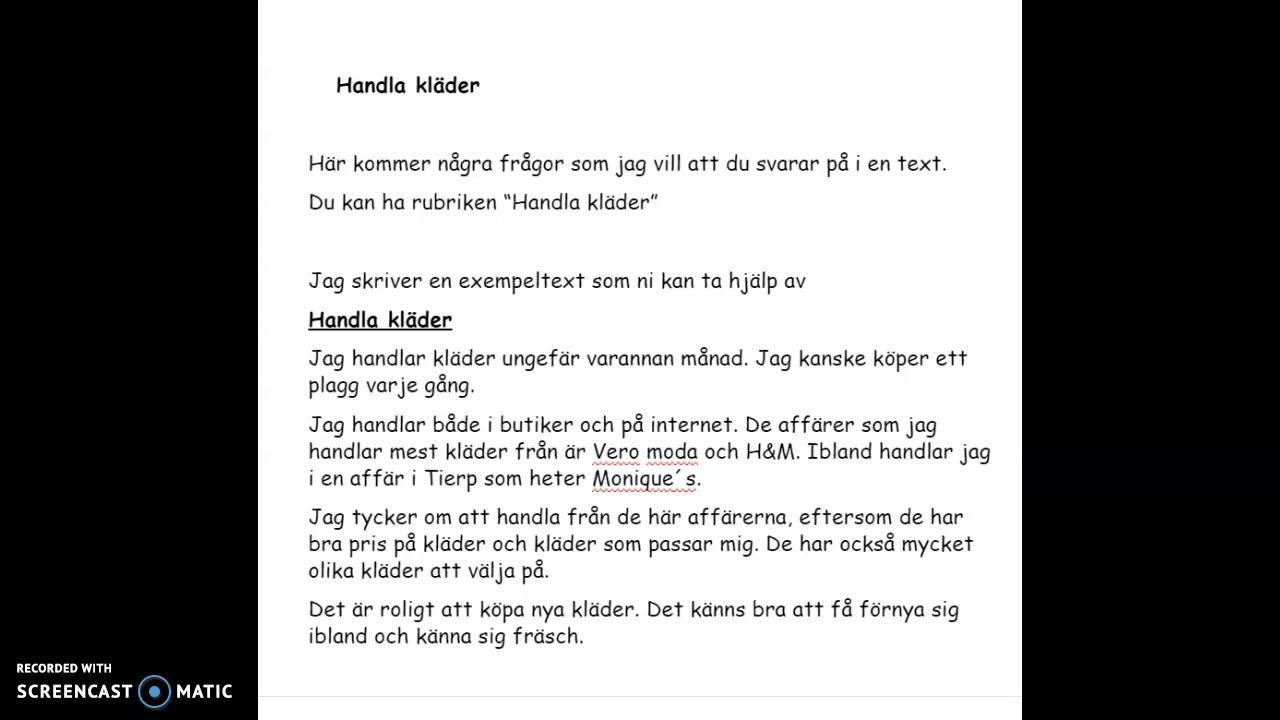 Handla kläder
Här kommer några frågor som jag vill att du svarar på i en text.
Du kan ha rubriken “Handla kläder”
Jag skriver en exempeltext som ni kan ta hjälp av
Handla kläder
Jag handlar kläder ungefär varannan månad. Jag kanske köper ett
plagg varje gång.
Jag handlar både i butiker och på internet. De affärer som jag
handlar mest kläder från är Vero moda och H&M. Ibland handlar jag
i en affär i Tierp som heter Monique´s.
Jag tycker om att handla från de här affärerna, eftersom de har
bra pris på kläder och kläder som passar mig. De har också mycket
olika kläder att välja på.
Det är roligt att köpa nya kläder. Det känns bra att få förnya sig
ibland och känna sig fräsch.
RECORDED WITH
SCREENCAST MATIC